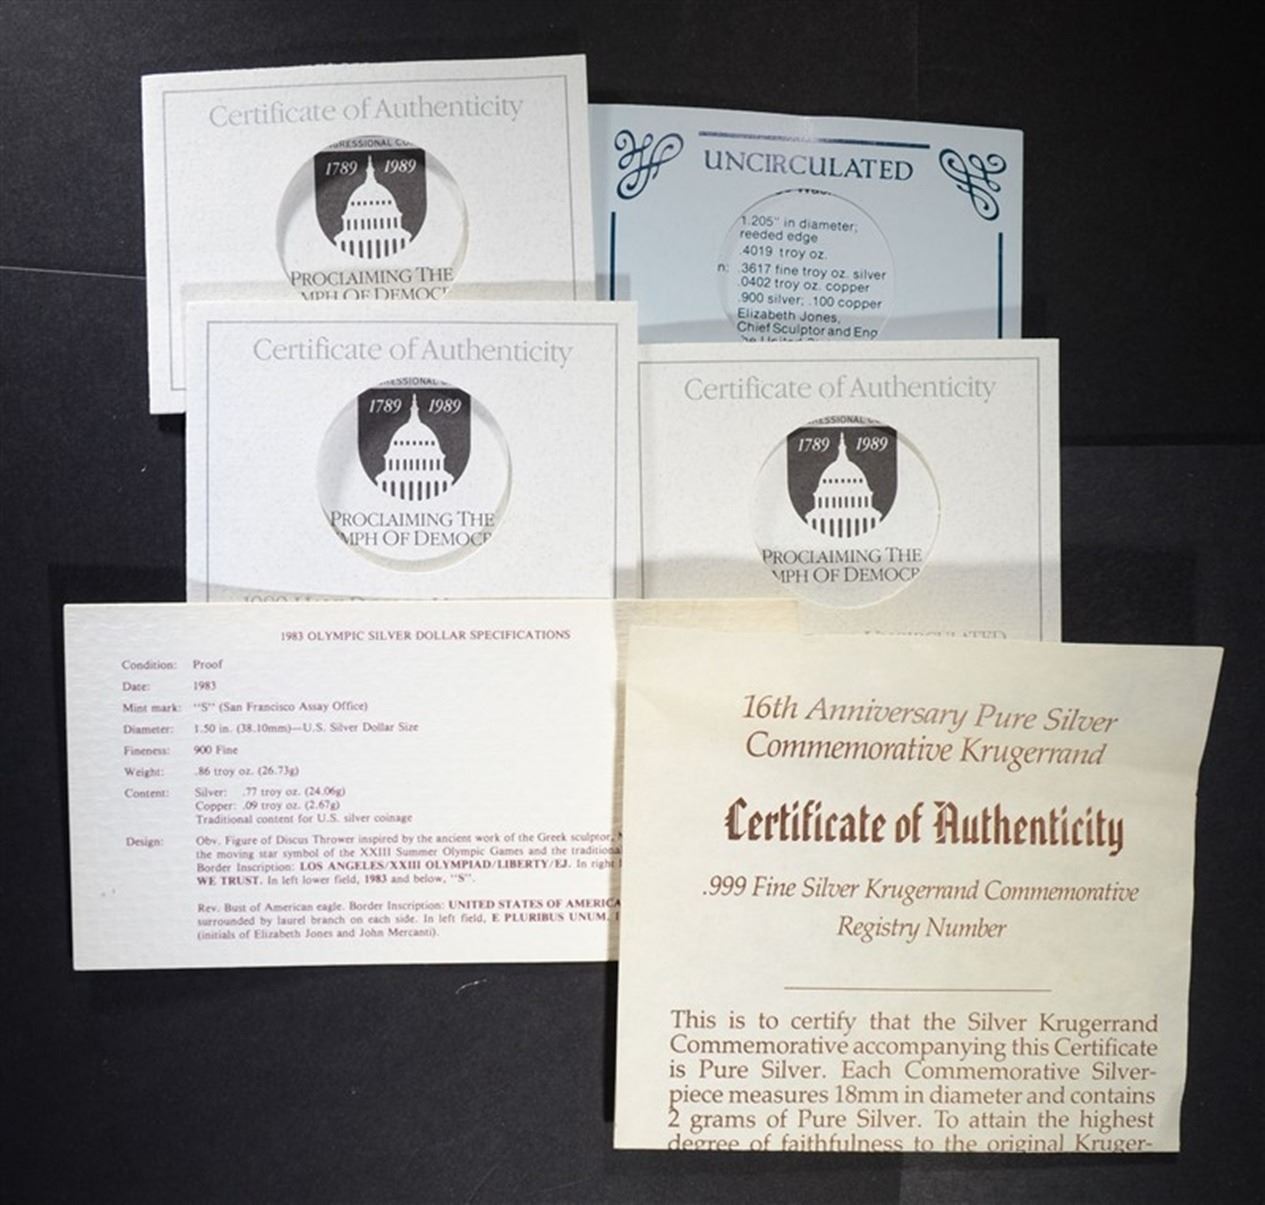 Certificate of Authenticity
1789 1989
PROCLAIMING THE
MPH OF DEMOC
UNCIRCULATED
1.205" in diameter;
reeded edge
.4019 troy oz.
n: .3617 fine troy oz. silver
.0402 troy oz. copper
.900 silver; .100 copper
Elizabeth Jones,
Chief Sculptor and Eng
Certificate of Authenticity
1789 1989
PROCLAIMING THE
MPH OF DEMOCR
Certificate of Authenticity
1789 1989
PROCLAIMING THE
MPH OF DEMOCR
UNCIRCULATED
1983 OLYMPIC SILVER DOLLAR SPECIFICATIONS
Condition: Proof
Date: 1983
Mint mark: "S" (San Francisco Assay Office)
Diameter: 1.50 in. (38.10mm)—U.S. Silver Dollar Size
Fineness: 900 Fine
Weight: .86 troy oz. (26.73g)
Content: Silver: .77 troy oz. (24.06g)
Copper: .09 troy oz. (2.67g)
Traditional content for U.S. silver coinage
Design: Obv. Figure of Discus Thrower inspired by the ancient work of the Greek sculptor,
the moving star symbol of the XXIII Summer Olympic Games and the traditiona
Border Inscription: LOS ANGELES/XXIII OLYMPIAD/LIBERTY/EJ. In right
WE TRUST. In left lower field, 1983 and below, "S".
Rev. Bust of American eagle. Border Inscription: UNITED STATES OF AMERICA
surrounded by laurel branch on each side. In left field, E PLURIBUS UNUM.
(initials of Elizabeth Jones and John Mercanti).
16th Anniversary Pure Silver
Commemorative Krugerrand
Certificate of Authenticity
.999 Fine Silver Krugerrand Commemorative
Registry Number
This is to certify that the Silver Krugerrand
Commemorative accompanying this Certificate
is Pure Silver. Each Commemorative Silver-
piece measures 18mm in diameter and contains
2 grams of Pure Silver. To attain the highest
degree of faithfulness to the original Kruger-